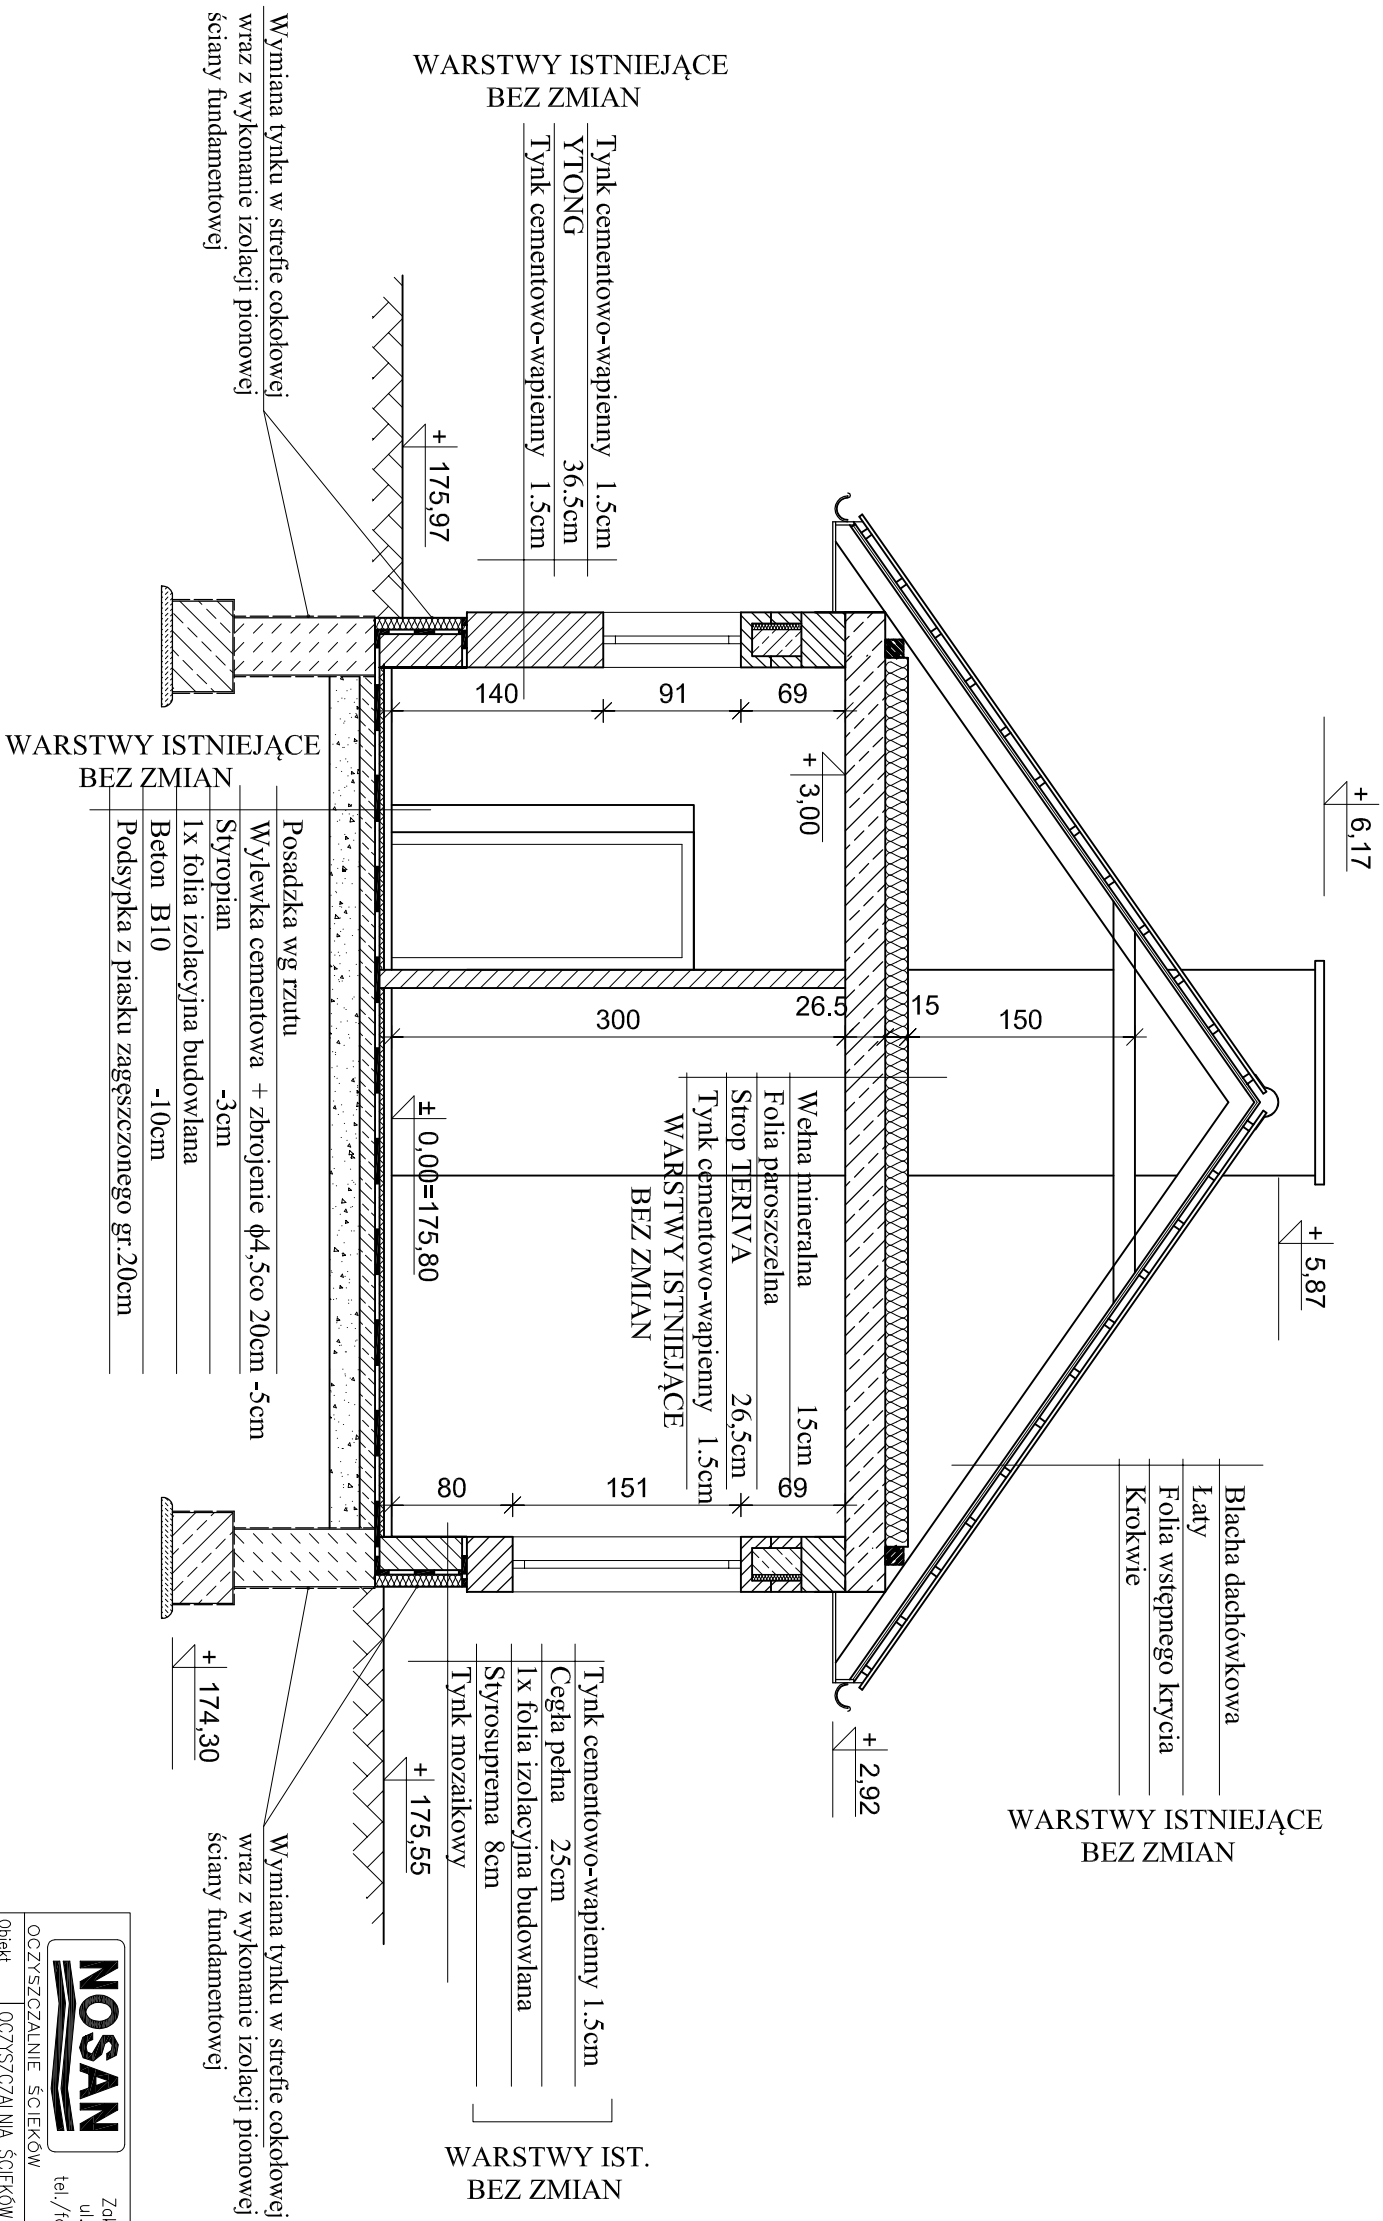 WARSTWY ISTNIEJĄCE
BEZ ZMIAN
Tynk cementowo-wapienny 1.5cm
YTONG 36.5cm
Tynk cementowo-wapienny 1.5cm
Wymiana tynku w strefie cokołowej
wraz z wykonanie izolacji pionowej
ściany fundamentowej
+ 175,97
+ 6,17
+ 5,87
Blacha dachówkowa
Łaty
Folia wstępnego krycia
Krokwie
WARSTWY ISTNIEJĄCE
BEZ ZMIAN
+ 2,92
140
91
69
+ 3,00
300
26.5
15
150
Wełna mineralna 15cm
Folia paroszczelna
Strop TERIVA 26,5cm
Tynk cementowo-wapienny 1.5cm
WARSTWY ISTNIEJĄCE
BEZ ZMIAN
± 0,00=175,80
80
151
69
WARSTWY ISTNIEJĄCE
BEZ ZMIAN
Posadzka wg rzutu
Wylewka cementowa + zbrojenie ϕ4,5co 20cm -5cm
Styropian -3cm
1x folia izolacyjna budowlana
Beton B10 -10cm
Podsypka z piasku zagęszczonego gr.20cm
Tynk cementowo-wapienny 1.5cm
Cegła pełna 25cm
1x folia izolacyjna budowlana
Styrosuprema 8cm
Tynk mozaikowy
WARSTWY IST.
BEZ ZMIAN
+ 175,55
+ 174,30
Wymiana tynku w strefie cokołowej
wraz z wykonanie izolacji pionowej
ściany fundamentowej
NOSAN
OCZYSZCZALNIE ŚCIEKÓW
ul.
Obiekt
OCZYSZCZALNIA ŚCIEKÓW